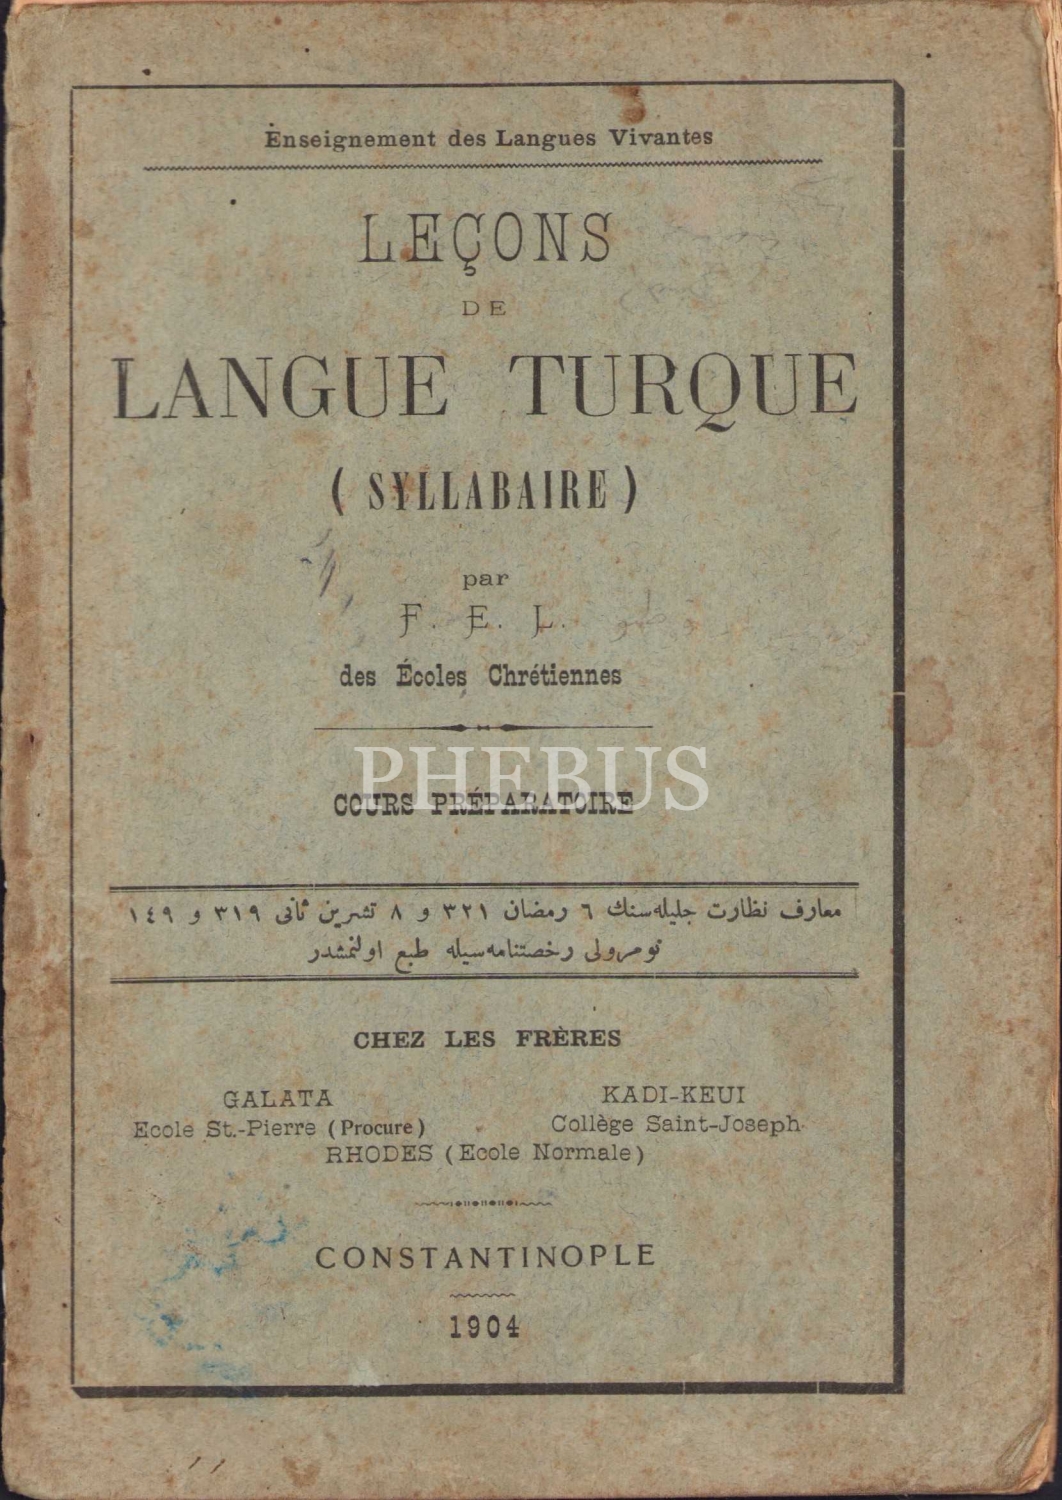 Enseignement des Langues Vivantes
LEÇONS
DE
LANGUE TURQUE
( SYLLABAIRE )
par
F. E. L.
des Écoles Chrétiennes
PHEBUS
COURS PRÉPARATOIRE
معارف نظارت جلیله‌سنك ٦ رمضان ٣٢١ و ٨ تشرین ثانی ٣١٩ و ١٤٩
نومرولی رخصتنامه‌سیله طبع اولنمشدر
CHEZ LES FRÈRES
GALATA KADI-KEUI
Ecole St.-Pierre (Procure) Collège Saint-Joseph
RHODES (Ecole Normale)
CONSTANTINOPLE
1904